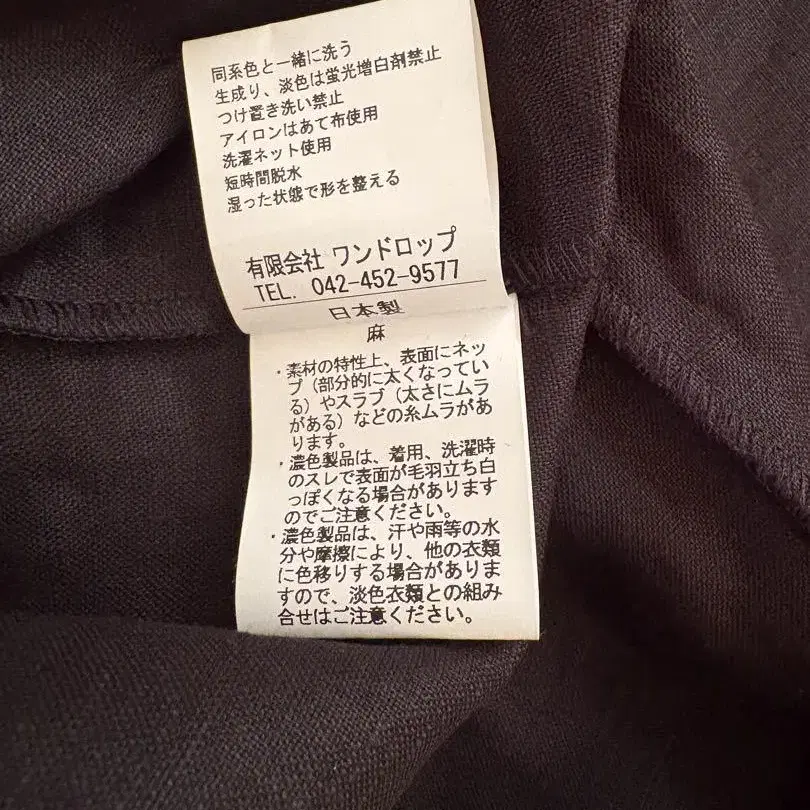 同系色と一緒に洗う
生成り、淡色は蛍光増白剤禁止
つけ置き洗い禁止
アイロンはあて布使用
洗濯ネット使用
短時間脱水
湿った状態で形を整える
有限会社 ワンドロップ
TEL. 042-452-9577
日本製
麻
・素材の特性上、表面にネッ
プ（部分的に太くなってい
る）やスラブ（太さにムラ
がある）などの糸ムラがあ
ります。
・濃色製品は、着用、洗濯時
のスレで表面が毛羽立ち白
っぽくなる場合があります
のでご注意ください。
・濃色製品は、汗や雨等の水
分や摩擦により、他の衣類
に色移りする場合がありま
すので、淡色衣類との組み
合せはご注意ください。